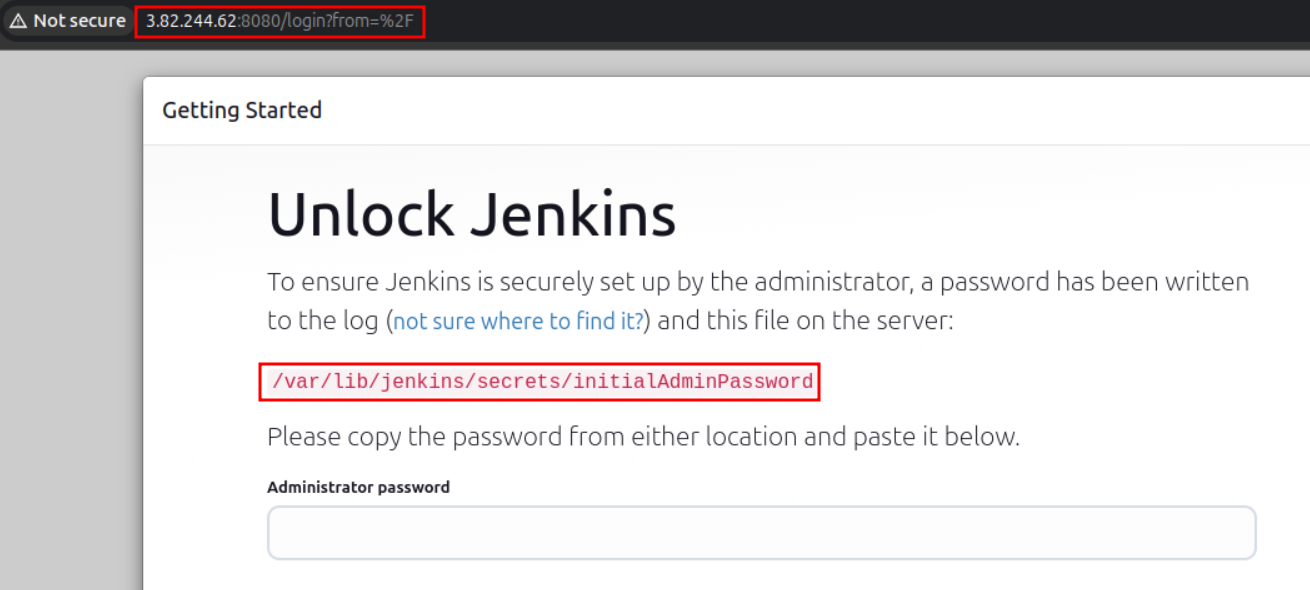 Not secure 3.82.244.62:8080/login?from=%2F
Getting Started
Unlock Jenkins
To ensure Jenkins is securely set up by the administrator, a password has been written
to the log (not sure where to find it?) and this file on the server:
/var/lib/jenkins/secrets/initialAdminPassword
Please copy the password from either location and paste it below.
Administrator password